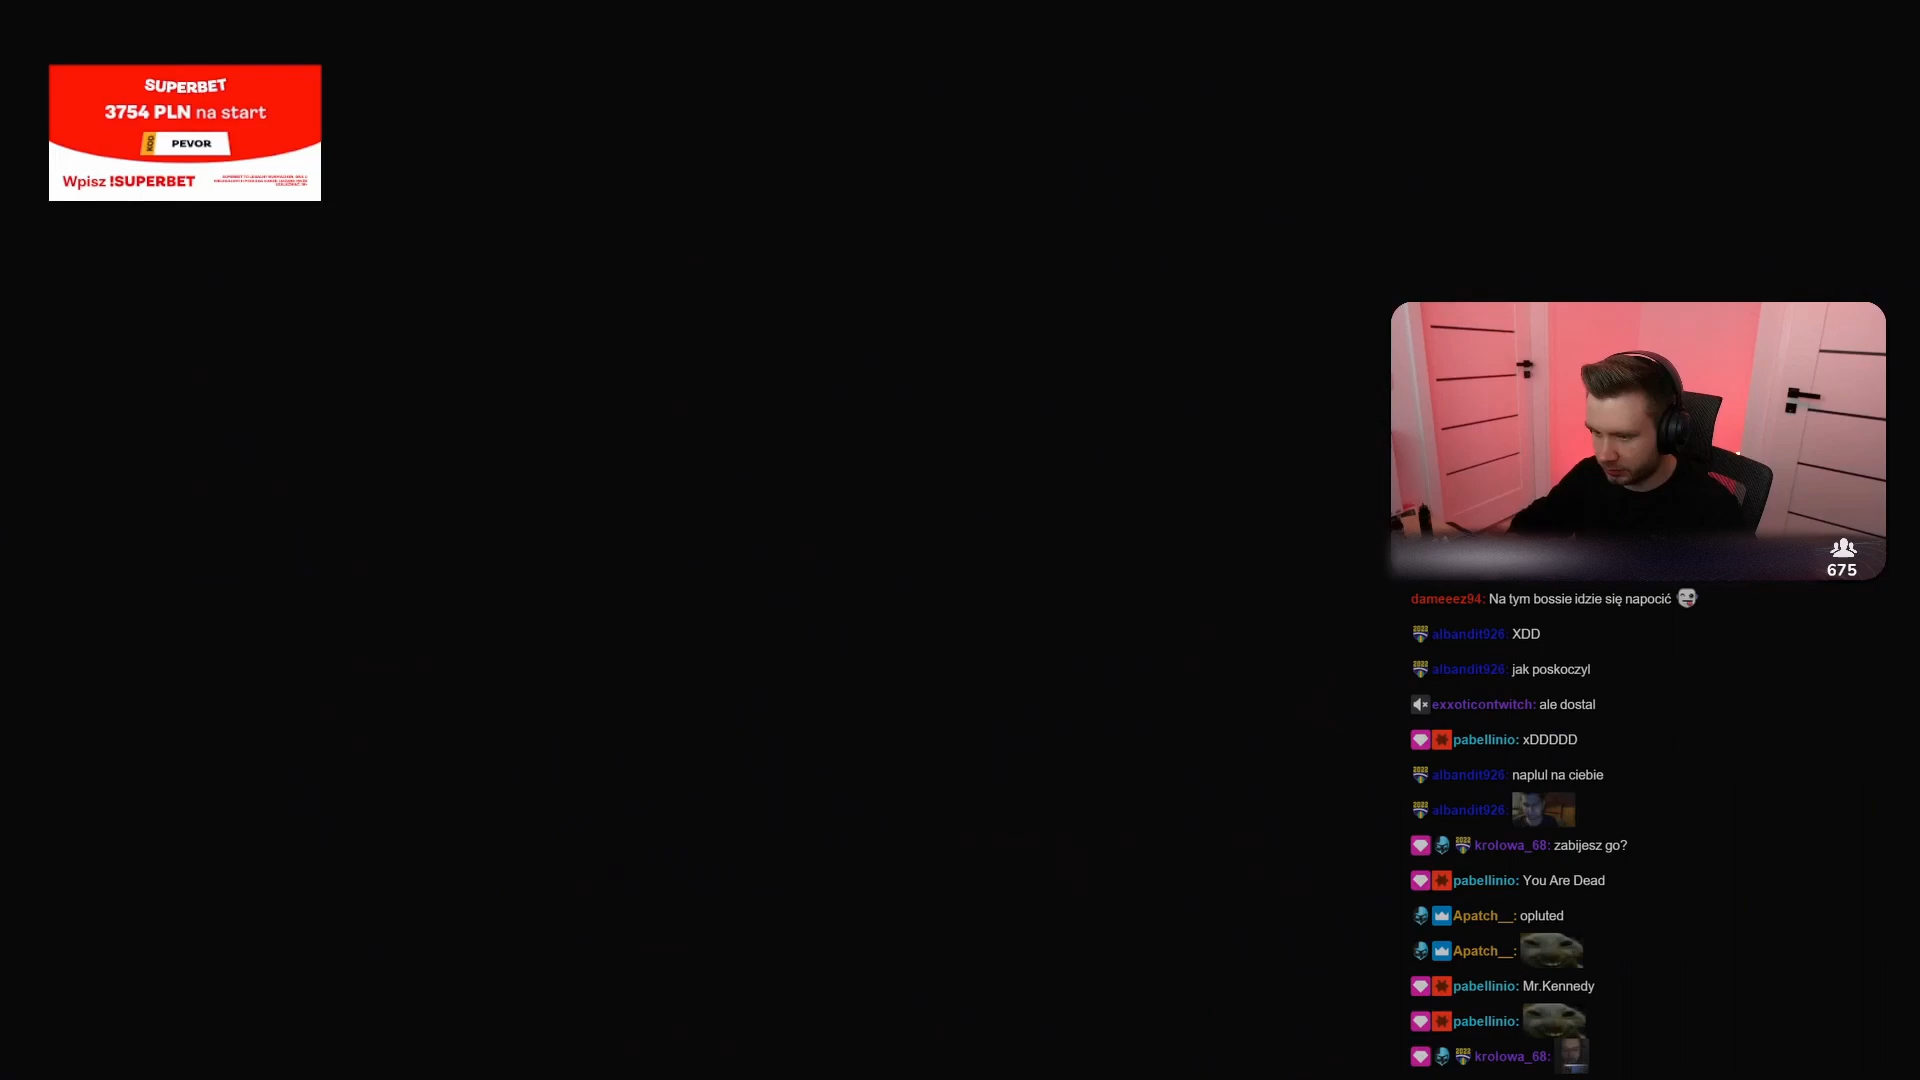 SUPERBET
3754 PLN na start
KOD PEVOR
Wpisz !SUPERBET
675
dameeez94: Na tym bossie idzie się napocić
albandit926: XDD
albandit926: jak poskoczyl
exxoticontwitch: ale dostal
pabellinio: xDDDDD
albandit926: naplul na ciebie
albandit926:
krolowa_68: zabijesz go?
pabellinio: You Are Dead
Apatch__: opluted
Apatch__:
pabellinio: Mr.Kennedy
pabellinio:
krolowa_68: